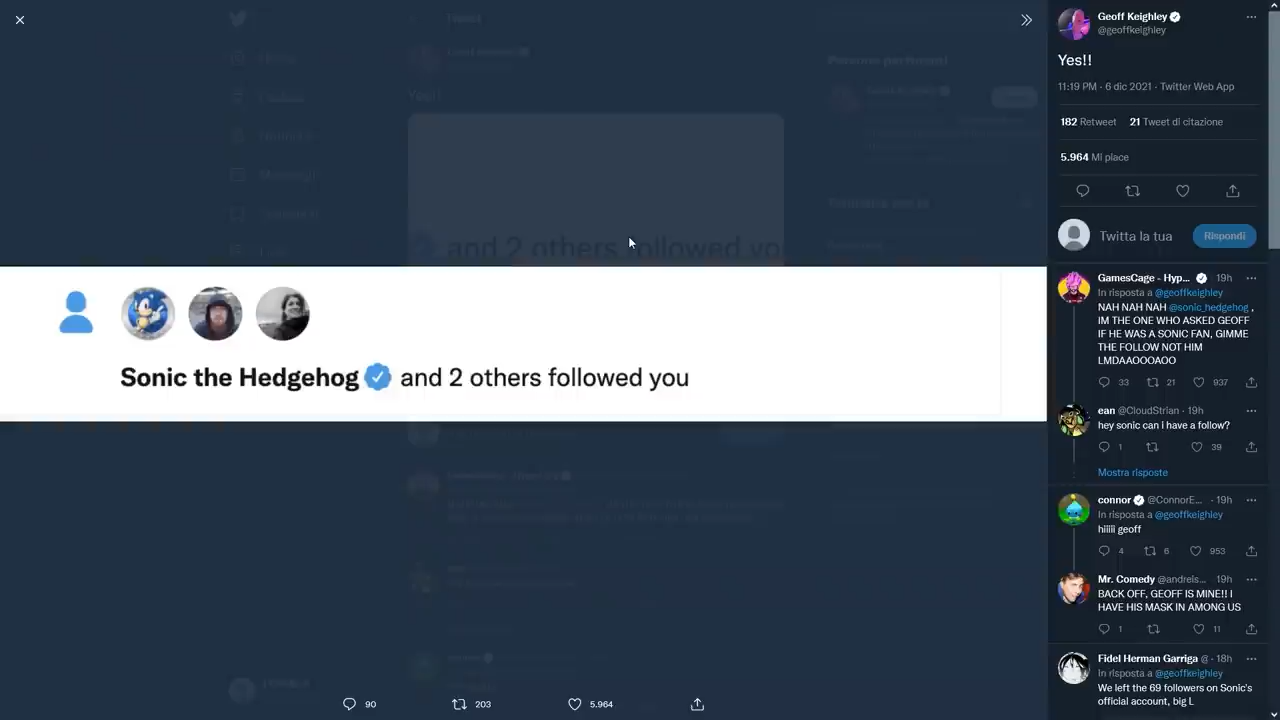 Sonic the Hedgehog and 2 others followed you
and 2 others followed you
90 203 5.964
Geoff Keighley
@geoffkeighley
Yes!!
11:19 PM · 6 dic 2021 · Twitter Web App
182 Retweet 21 Tweet di citazione
5.964 Mi piace
Twitta la tua Rispondi
GamesCage - Hyp... 19h
In risposta a @geoffkeighley
NAH NAH NAH @sonic_hedgehog ,
IM THE ONE WHO ASKED GEOFF
IF HE WAS A SONIC FAN, GIMME
THE FOLLOW NOT HIM
LMDAAOOOAOO
33 21 937
ean @CloudStrian · 19h
hey sonic can i have a follow?
1 39
Mostra risposte
connor @ConnorE... · 19h
In risposta a @geoffkeighley
hiiiii geoff
4 6 953
Mr. Comedy @andrels... 19h
BACK OFF, GEOFF IS MINE!! I
HAVE HIS MASK IN AMONG US
1 11
Fidel Herman Garriga @ · 18h
In risposta a @geoffkeighley
We left the 69 followers on Sonic's
official account, big L